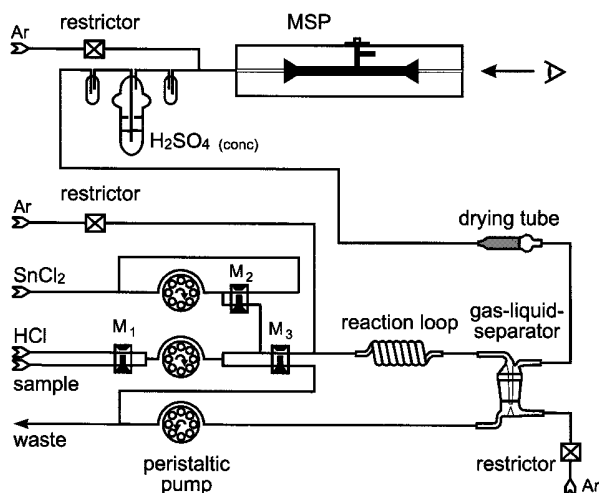 Ar
restrictor
MSP
H₂SO₄ (conc)
restrictor
Ar
drying tube
SnCl₂
M₂
gas-liquid-
separator
HCl
M₁
M₃
reaction loop
sample
waste
peristaltic
pump
restrictor
Ar